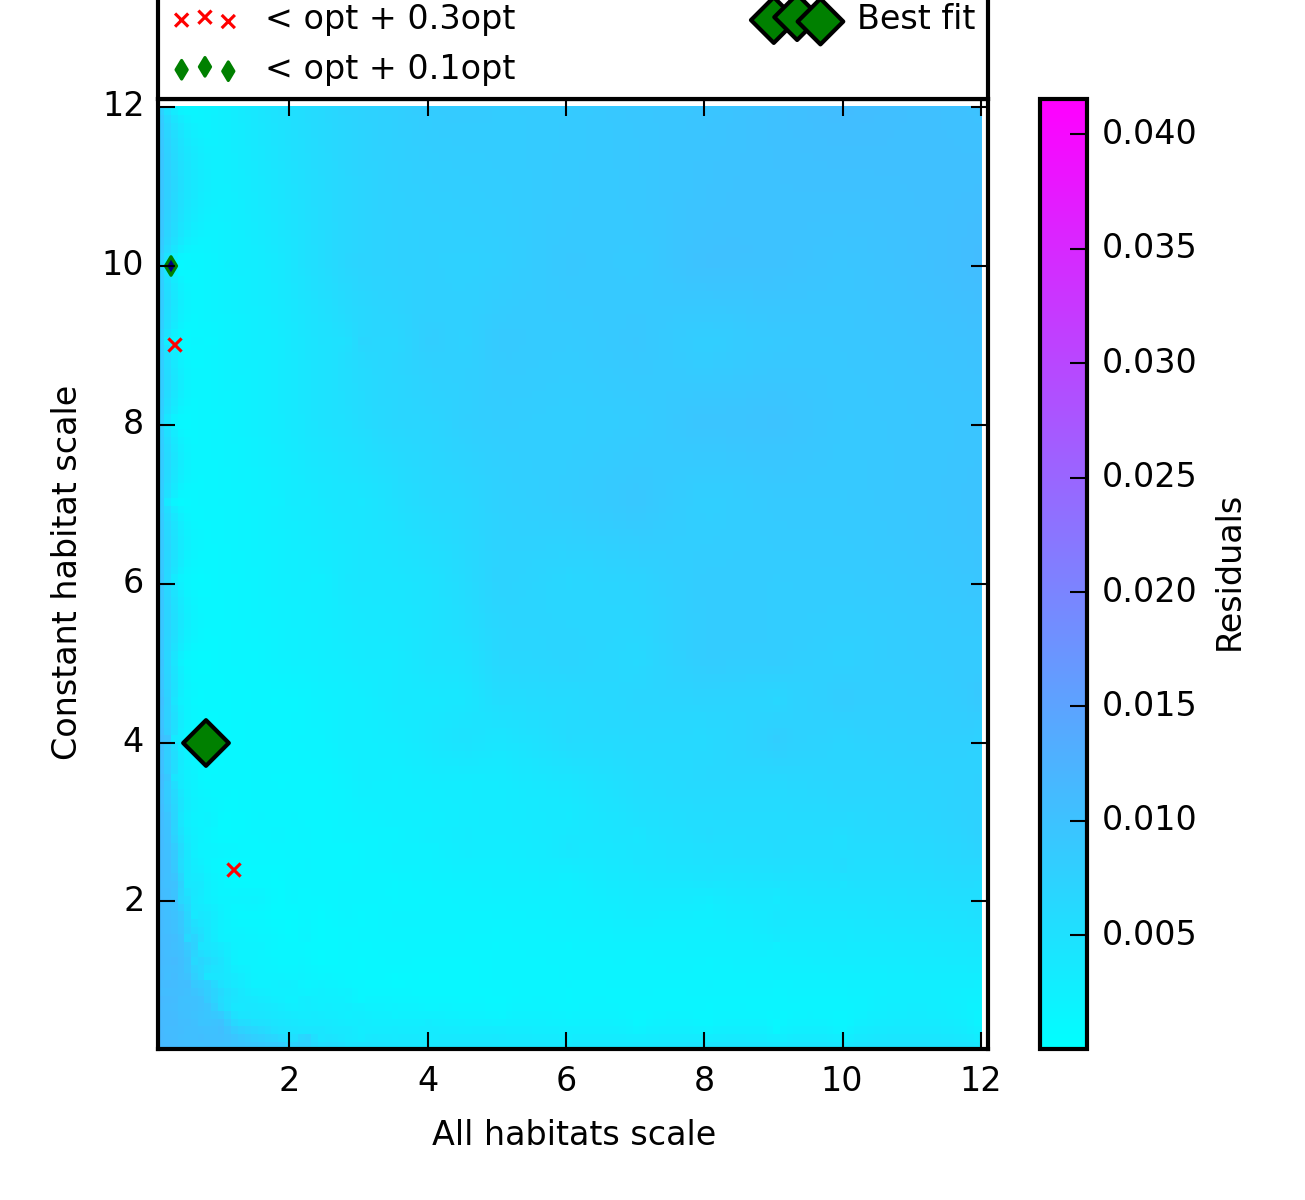 < opt + 0.3opt
Best fit
< opt + 0.1opt
12
10
8
6
4
2
Constant habitat scale
2 4 6 8 10 12
All habitats scale
0.040
0.035
0.030
0.025
0.020
0.015
0.010
0.005
Residuals